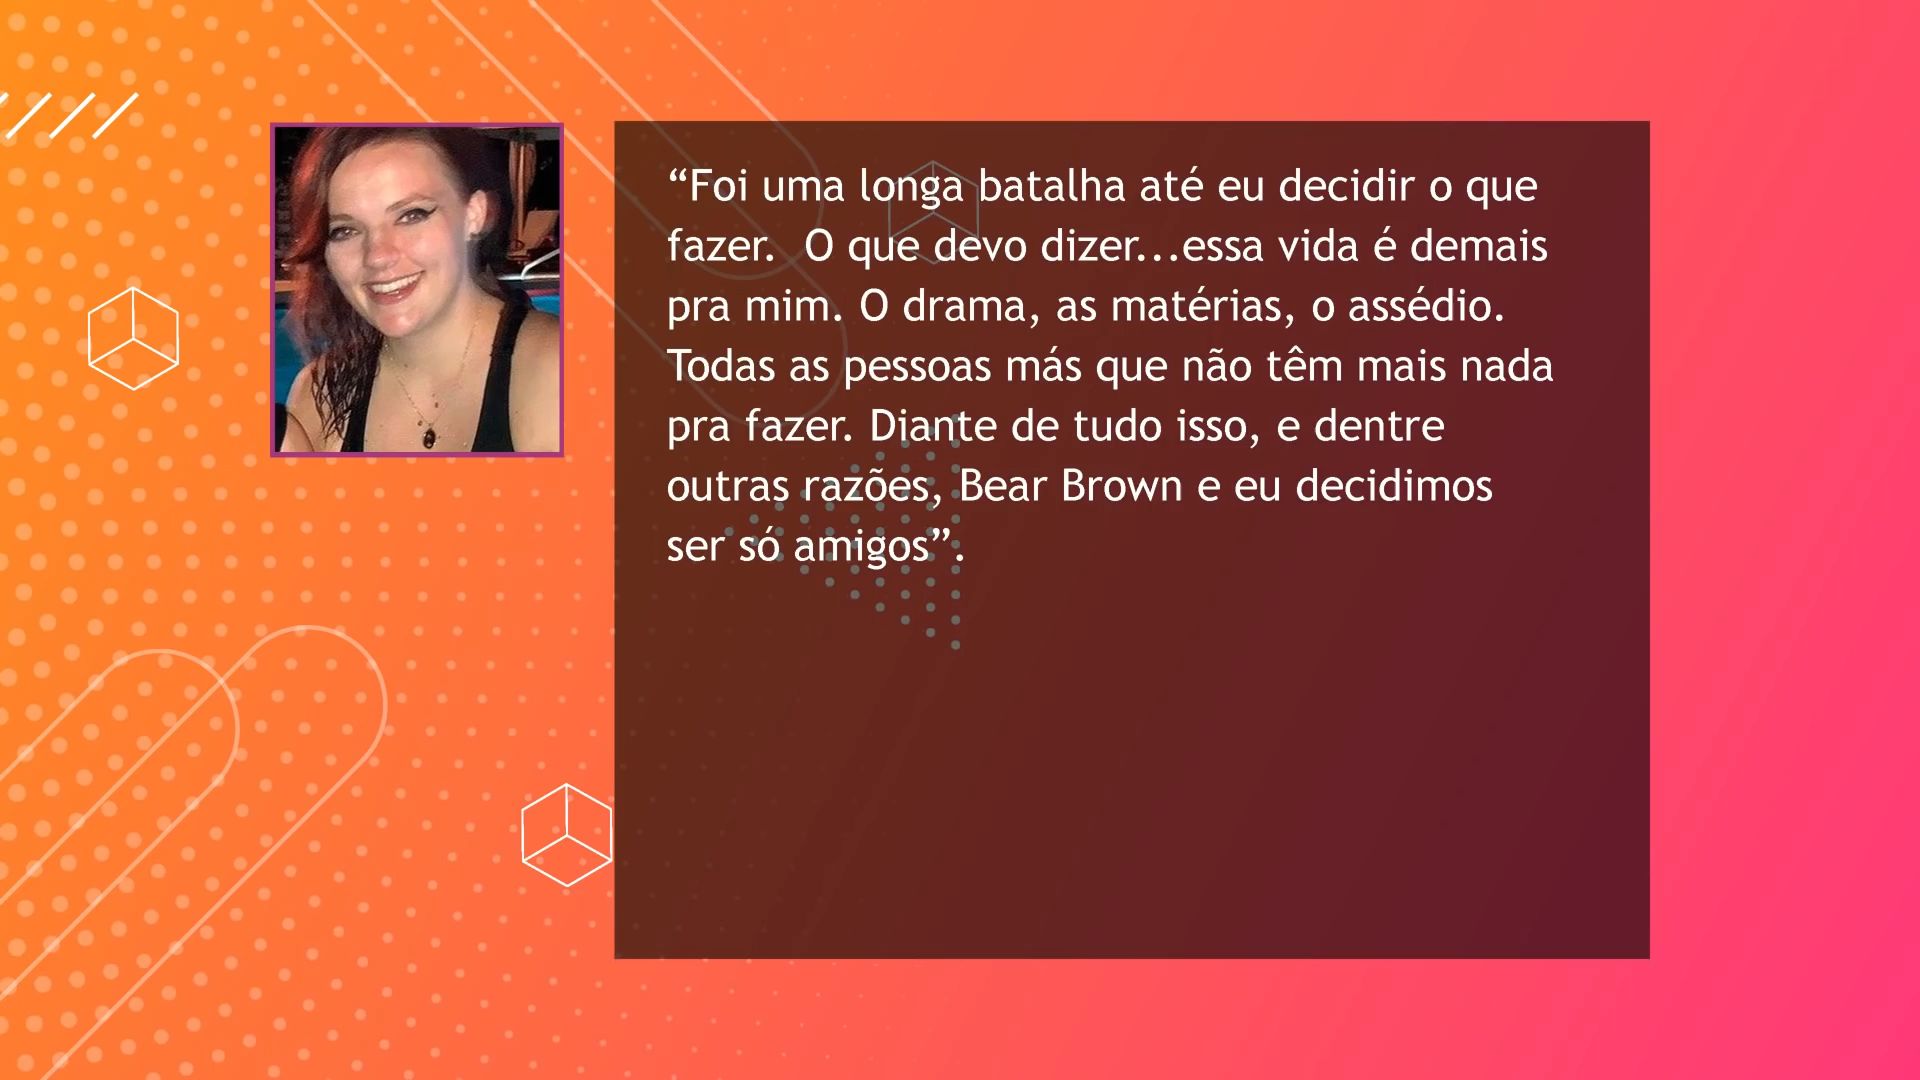 “Foi uma longa batalha até eu decidir o que
fazer.  O que devo dizer...essa vida é demais
pra mim. O drama, as matérias, o assédio.
Todas as pessoas más que não têm mais nada
pra fazer. Diante de tudo isso, e dentre
outras razões, Bear Brown e eu decidimos
ser só amigos”.